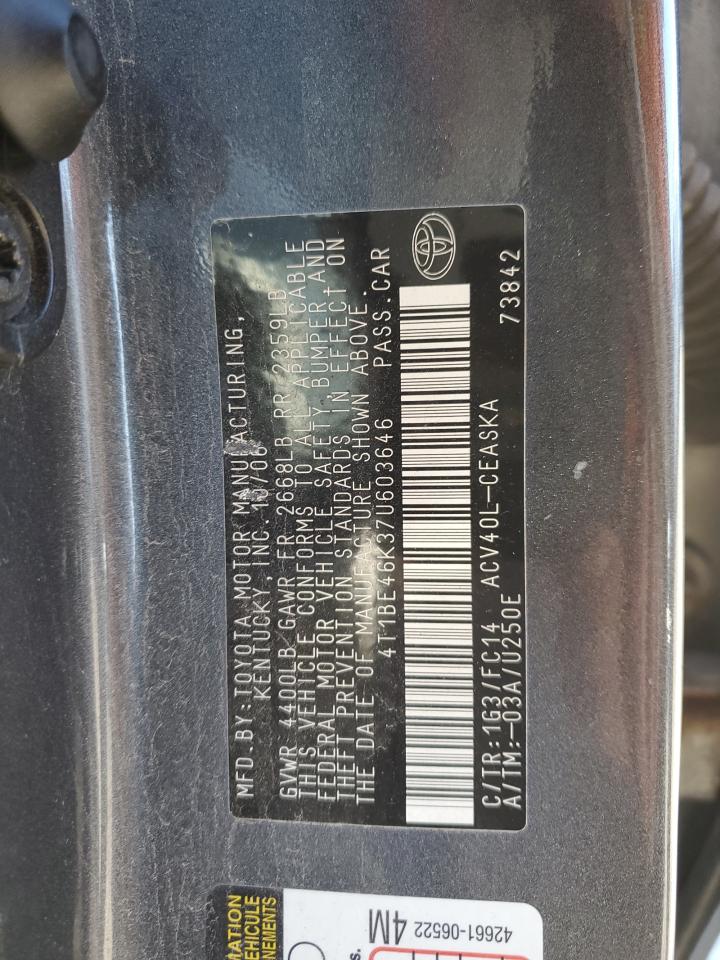 MFD.BY:TOYOTA MOTOR MANUFACTURING,
KENTUCKY, INC. 10/06
GVWR 4400LB GAWR FR 2668LB RR 2359LB
THIS VEHICLE CONFORMS TO ALL APPLICABLE
FEDERAL MOTOR VEHICLE SAFETY, BUMPER, AND
THEFT PREVENTION STANDARDS IN EFFECT ON
THE DATE OF MANUFACTURE SHOWN ABOVE.
4T1BE46K37U603646 PASS.CAR
C/TR:1G3/FC14 ACV40L-CEASKA
A/TM:-03A/U250E 73842
42661-06522
4M